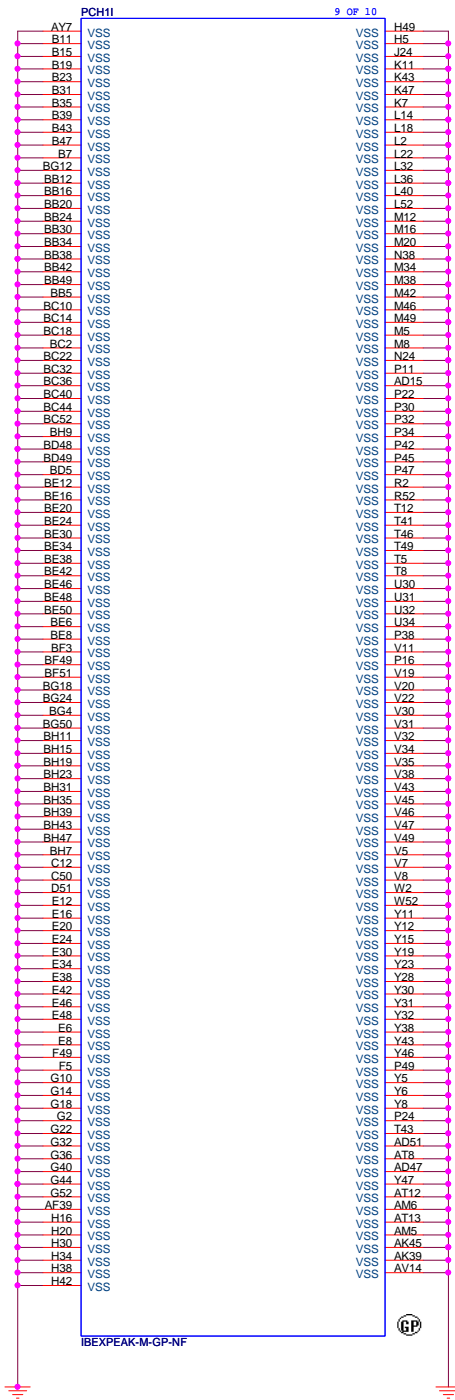 PCH1I 9 OF 10
AY7 VSS VSS H49
B11 VSS VSS H5
B15 VSS VSS J24
B19 VSS VSS K11
B23 VSS VSS K43
B31 VSS VSS K47
B35 VSS VSS K7
B39 VSS VSS L14
B43 VSS VSS L18
B47 VSS VSS L2
B7 VSS VSS L22
BG12 VSS VSS L32
BB12 VSS VSS L36
BB16 VSS VSS L40
BB20 VSS VSS L52
BB24 VSS VSS M12
BB30 VSS VSS M16
BB34 VSS VSS M20
BB38 VSS VSS N38
BB42 VSS VSS M34
BB49 VSS VSS M38
BB5 VSS VSS M42
BC10 VSS VSS M46
BC14 VSS VSS M49
BC18 VSS VSS M5
BC2 VSS VSS M8
BC22 VSS VSS N24
BC32 VSS VSS P11
BC36 VSS VSS AD15
BC40 VSS VSS P22
BC44 VSS VSS P30
BC52 VSS VSS P32
BH9 VSS VSS P34
BD48 VSS VSS P42
BD49 VSS VSS P45
BD5 VSS VSS P47
BE12 VSS VSS R2
BE16 VSS VSS R52
BE20 VSS VSS T12
BE24 VSS VSS T41
BE30 VSS VSS T46
BE34 VSS VSS T49
BE38 VSS VSS T5
BE42 VSS VSS T8
BE46 VSS VSS U30
BE48 VSS VSS U31
BE50 VSS VSS U32
BE6 VSS VSS U34
BE8 VSS VSS P38
BF3 VSS VSS V11
BF49 VSS VSS P16
BF51 VSS VSS V19
BG18 VSS VSS V20
BG24 VSS VSS V22
BG4 VSS VSS V30
BG50 VSS VSS V31
BH11 VSS VSS V32
BH15 VSS VSS V34
BH19 VSS VSS V35
BH23 VSS VSS V38
BH31 VSS VSS V43
BH35 VSS VSS V45
BH39 VSS VSS V46
BH43 VSS VSS V47
BH47 VSS VSS V49
BH7 VSS VSS V5
C12 VSS VSS V7
C50 VSS VSS V8
D51 VSS VSS W2
E12 VSS VSS W52
E16 VSS VSS Y11
E20 VSS VSS Y12
E24 VSS VSS Y15
E30 VSS VSS Y19
E34 VSS VSS Y23
E38 VSS VSS Y28
E42 VSS VSS Y30
E46 VSS VSS Y31
E48 VSS VSS Y32
E6 VSS VSS Y38
E8 VSS VSS Y43
F49 VSS VSS Y46
F5 VSS VSS P49
G10 VSS VSS Y5
G14 VSS VSS Y6
G18 VSS VSS Y8
G2 VSS VSS P24
G22 VSS VSS T43
G32 VSS VSS AD51
G36 VSS VSS AT8
G40 VSS VSS AD47
G44 VSS VSS Y47
G52 VSS VSS AT12
AF39 VSS VSS AM6
H16 VSS VSS AT13
H20 VSS VSS AM5
H30 VSS VSS AK45
H34 VSS VSS AK39
H38 VSS VSS AV14
H42 VSS
GP
IBEXPEAK-M-GP-NF